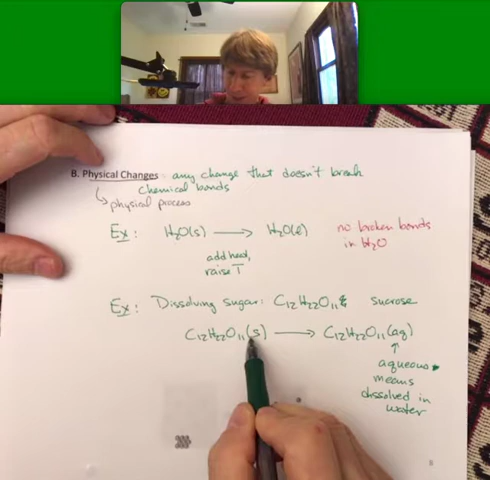 B. Physical Changes: any change that doesn't break
chemical bonds
↳ physical process
Ex: H₂O(s) → H₂O(ℓ) no broken bonds
in H₂O
add heat,
raise T
Ex: Dissolving sugar: C₁₂H₂₂O₁₁ sucrose
C₁₂H₂₂O₁₁(s) → C₁₂H₂₂O₁₁(aq)
↑
aqueous
means
dissolved in
water